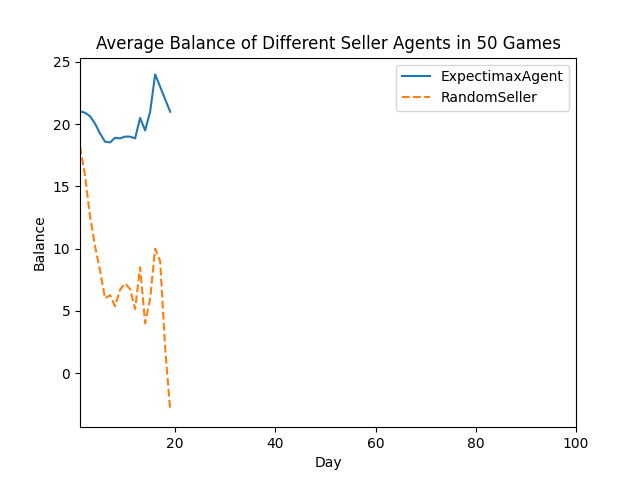 Average Balance of Different Seller Agents in 50 Games
ExpectimaxAgent
RandomSeller
25
20
15
10
5
0
Balance
20 40 60 80 100
Day